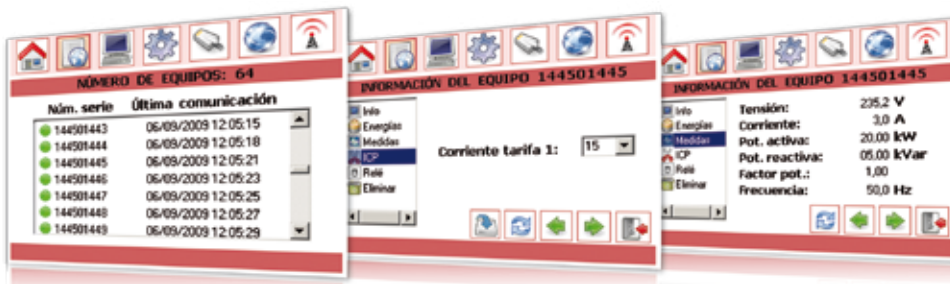 NÚMERO DE EQUIPOS: 64
Núm. serie Última comunicación
144501443 06/09/2009 12:05:15
144501444 06/09/2009 12:05:18
144501445 06/09/2009 12:05:21
144501446 06/09/2009 12:05:23
144501447 06/09/2009 12:05:25
144501448 06/09/2009 12:05:27
144501449 06/09/2009 12:05:29
INFORMACIÓN DEL EQUIPO 144501445
Info
Energías
Medidas
ICP
Relé
Eliminar
Corriente tarifa 1: 15
INFORMACIÓN DEL EQUIPO 144501445
Info
Energías
Medidas
ICP
Relé
Eliminar
Tensión: 235,2 V
Corriente: 3,0 A
Pot. activa: 20,00 kW
Pot. reactiva: 05,00 kVar
Factor pot.: 1,00
Frecuencia: 50,0 Hz